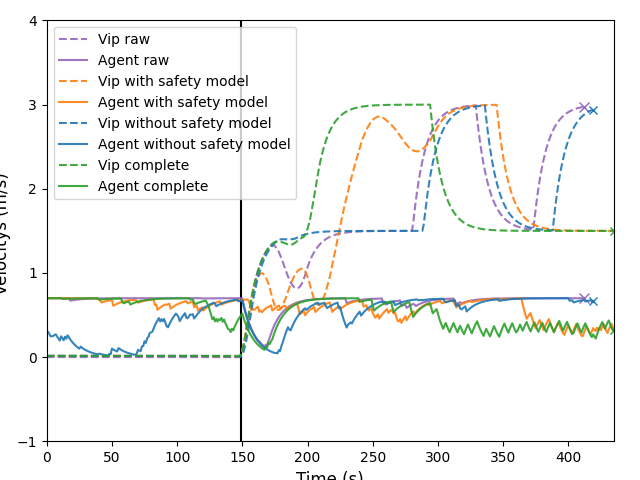 4
3
2
1
0
−1
Velocitys (m/s)
Vip raw
Agent raw
Vip with safety model
Agent with safety model
Vip without safety model
Agent without safety model
Vip complete
Agent complete
0 50 100 150 200 250 300 350 400
Time (s)